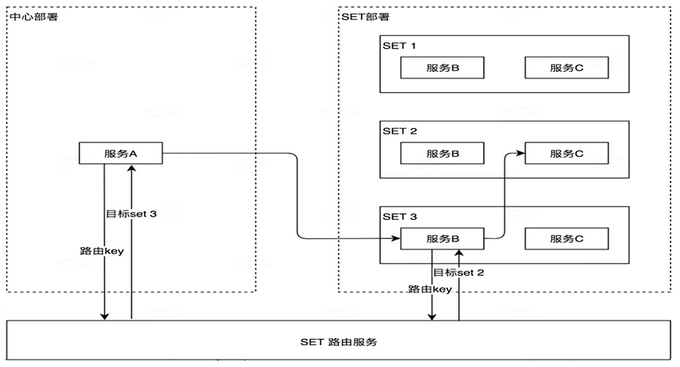 中心部署
SET部署
SET 1
服务B
服务C
SET 2
服务B
服务C
服务A
SET 3
服务B
服务C
目标set 3
路由key
目标set 2
路由key
SET 路由服务